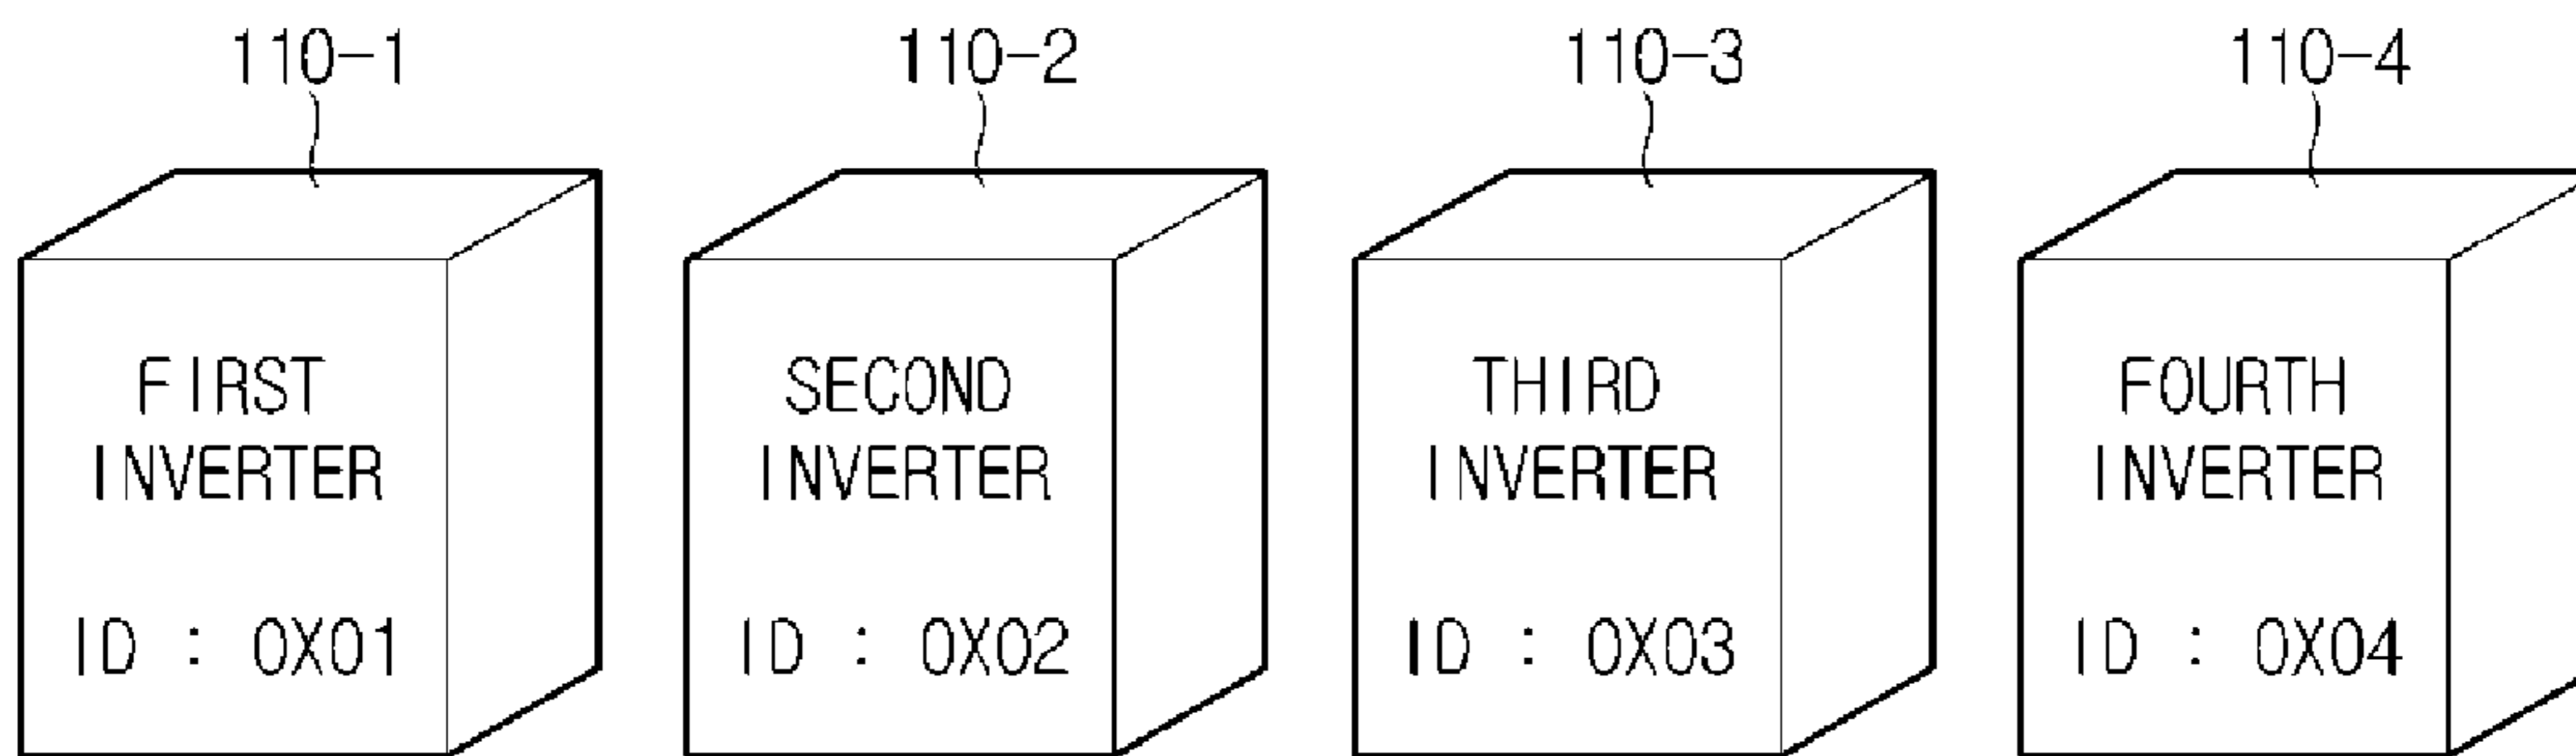 110-1 110-2 110-3 110-4
FIRST SECOND THIRD FOURTH
INVERTER INVERTER INVERTER INVERTER
ID : 0X01 ID : 0X02 ID : 0X03 ID : 0X04